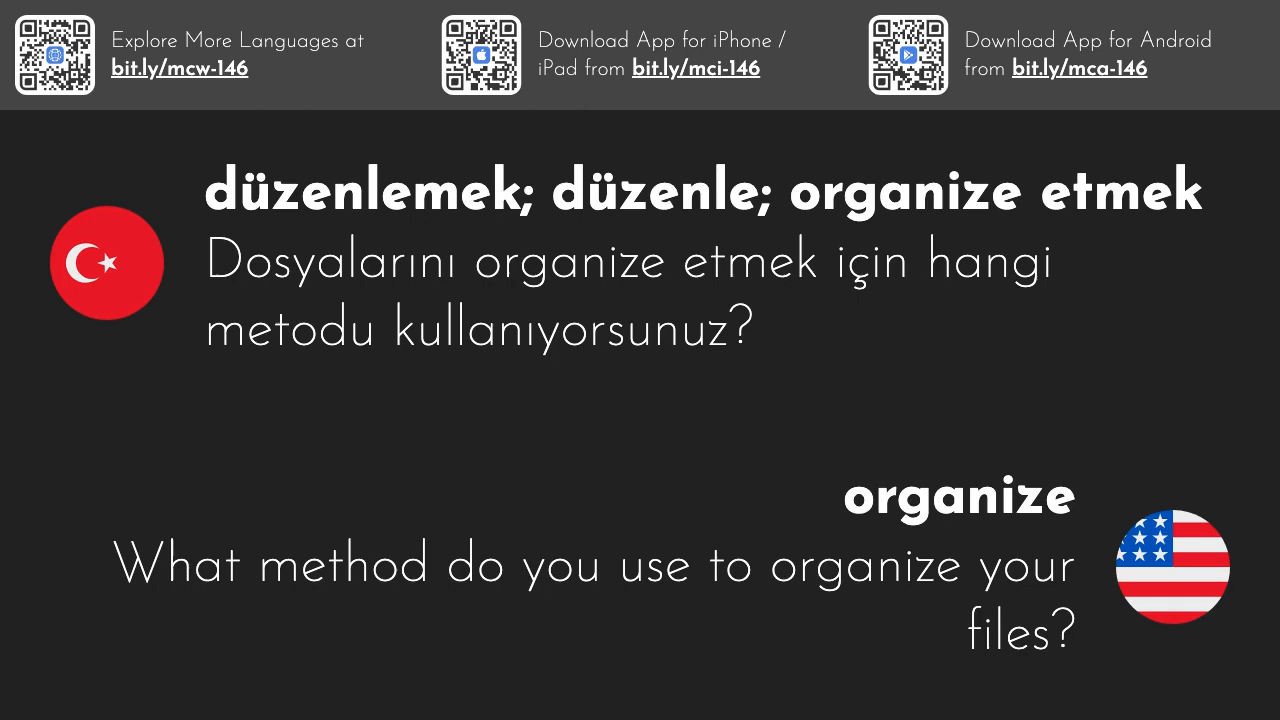 Explore More Languages at
bit.ly/mcw-146
Download App for iPhone /
iPad from bit.ly/mci-146
Download App for Android
from bit.ly/mca-146
düzenlemek; düzenle; organize etmek
Dosyalarını organize etmek için hangi
metodu kullanıyorsunuz?
organize
What method do you use to organize your
files?